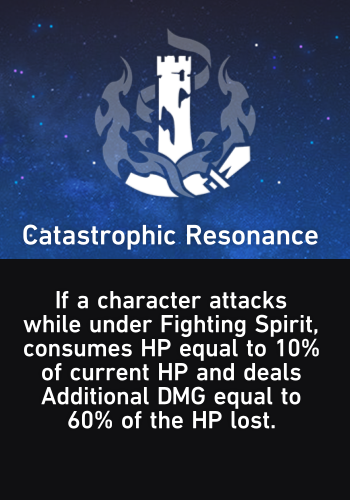 Catastrophic Resonance
If a character attacks
while under Fighting Spirit,
consumes HP equal to 10%
of current HP and deals
Additional DMG equal to
60% of the HP lost.